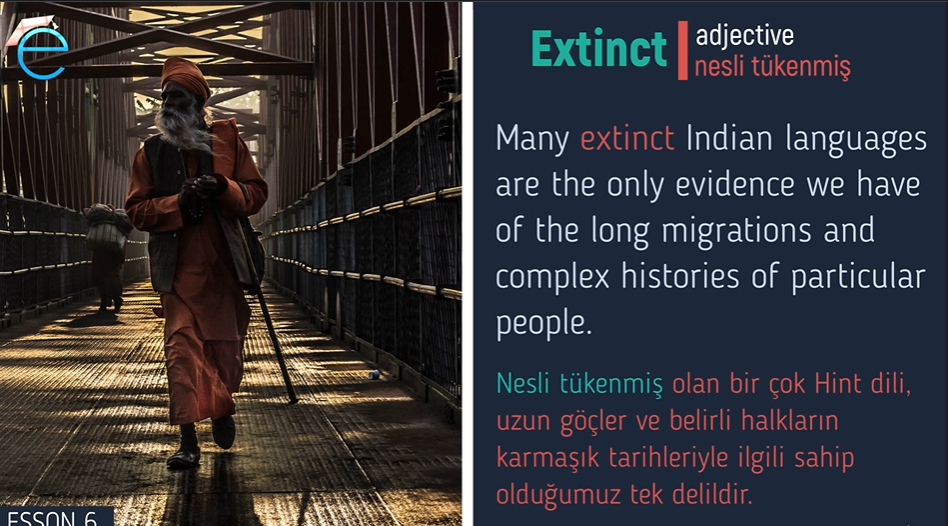 e
Extinct
adjective
nesli tükenmiş
Many extinct Indian languages
are the only evidence we have
of the long migrations and
complex histories of particular
people.
Nesli tükenmiş olan bir çok Hint dili,
uzun göçler ve belirli halkların
karmaşık tarihleriyle ilgili sahip
olduğumuz tek delildir.
ESSON 6